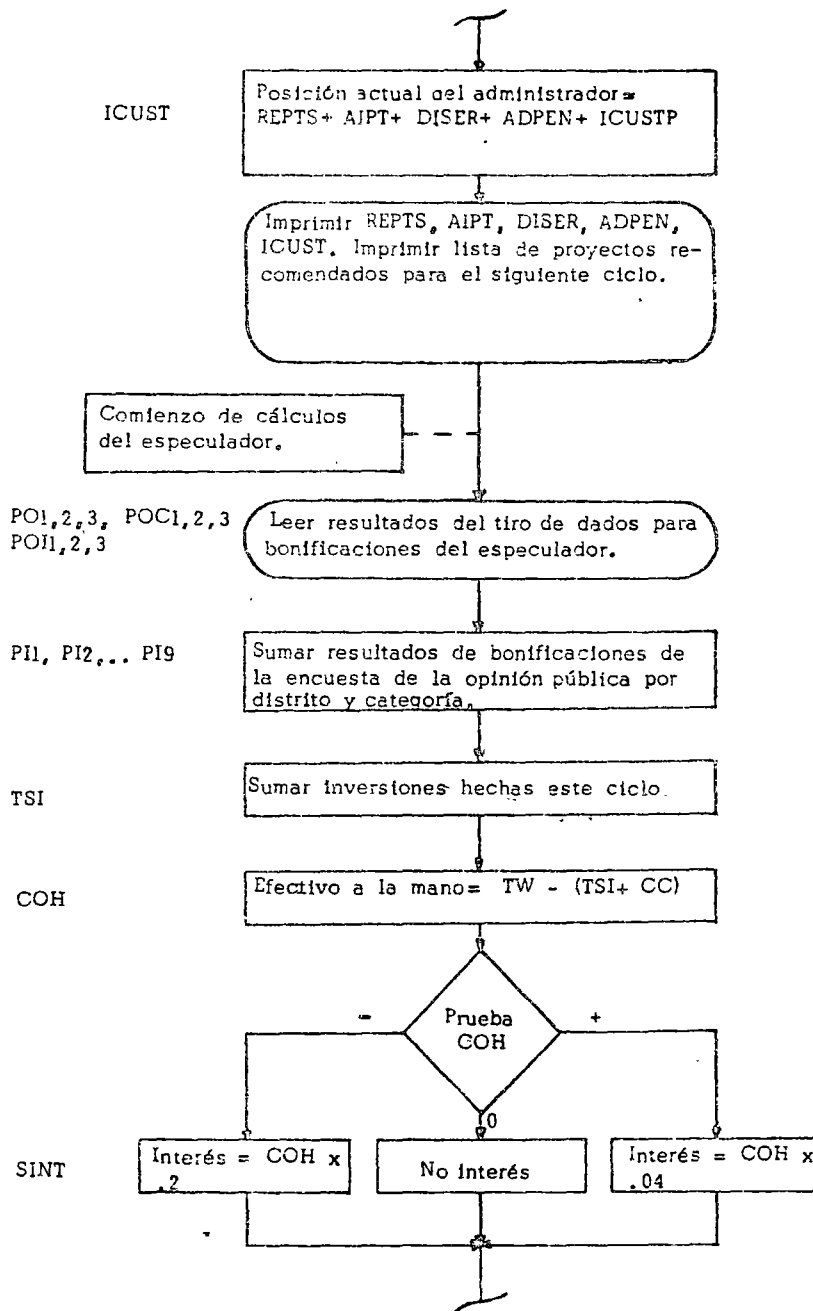 ICUST
Posición actual del administrador=
REPTS+ AIPT+ DISER+ ADPEN+ ICUSTP
Imprimir REPTS, AIPT, DISER, ADPEN,
ICUST. Imprimir lista de proyectos re-
comendados para el siguiente ciclo.
Comienzo de cálculos
del especulador.
PO1,2,3, POC1,2,3
POI1,2,3
Leer resultados del tiro de dados para
bonificaciones del especulador.
PI1, PI2,.. PI9
Sumar resultados de bonificaciones de
la encuesta de la opinión pública por
distrito y categoría.
TSI
Sumar inversiones hechas este ciclo
COH
Efectivo a la mano= TW - (TSI+ CC)
Prueba
COH
-
+
0
SINT
Interés = COH x
.2
No interés
Interés = COH x
.04